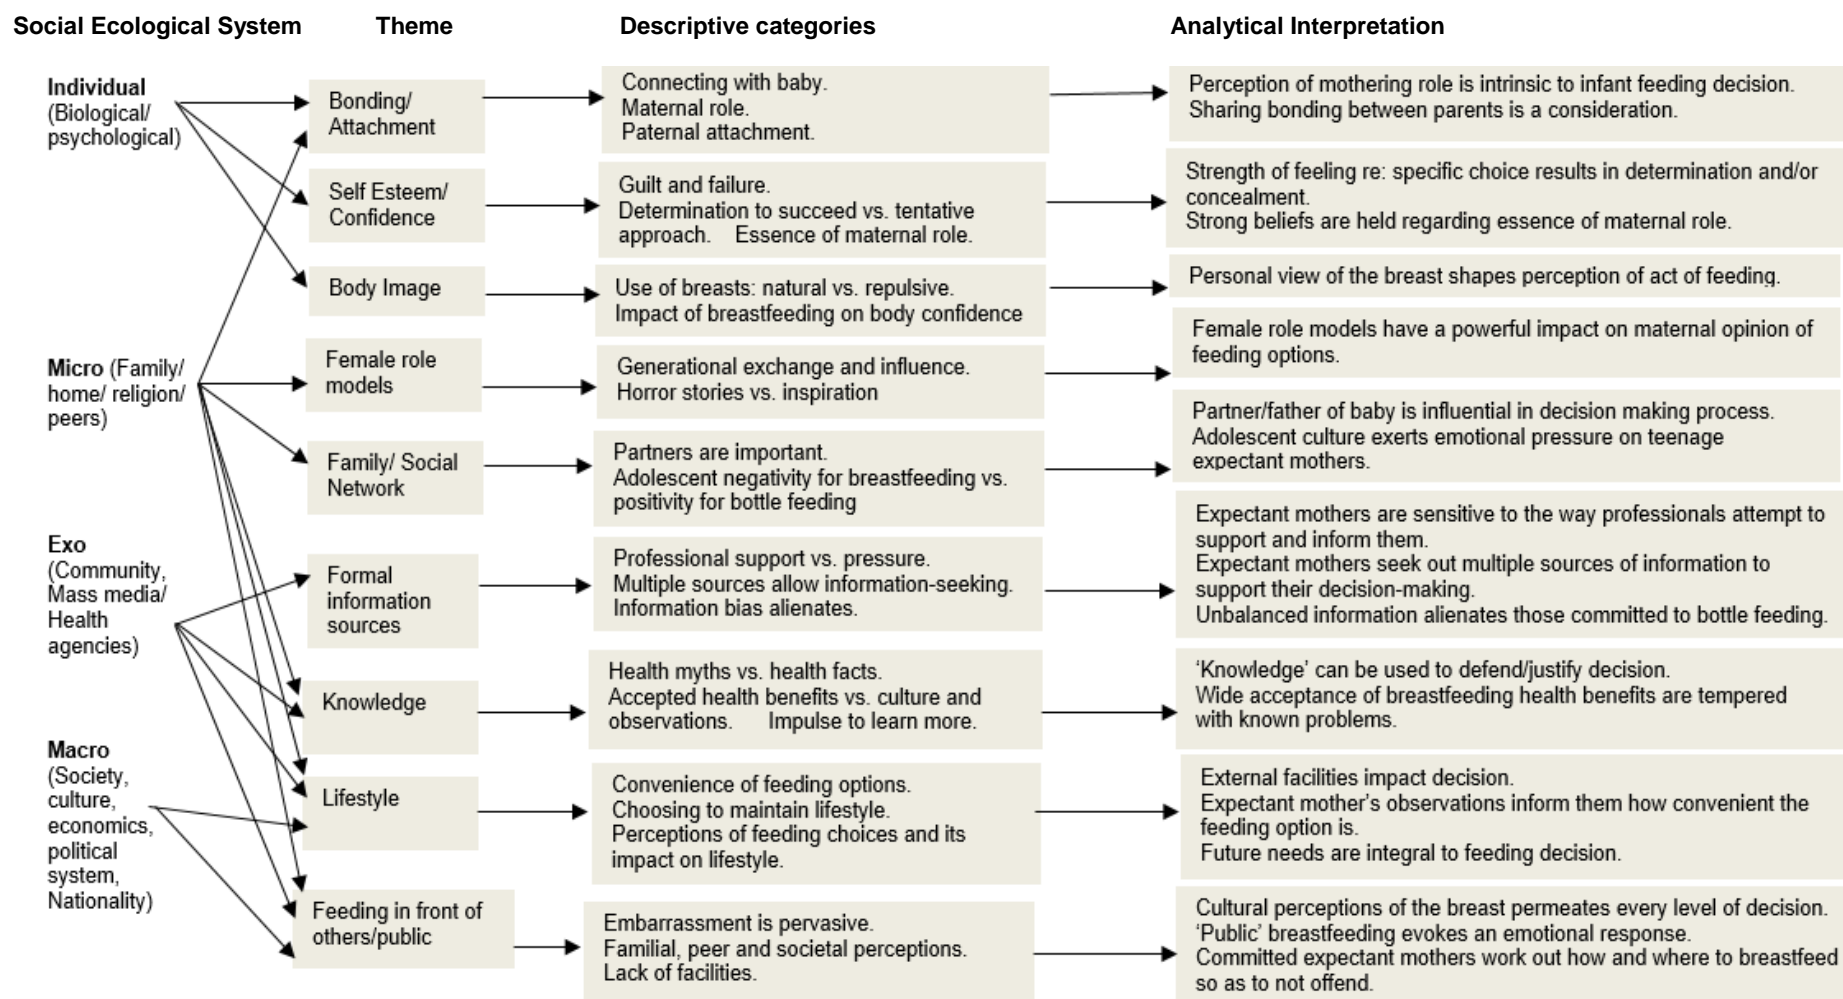 Social Ecological System
Theme
Descriptive categories
Analytical Interpretation
Individual
(Biological/
psychological)
Bonding/
Attachment
Connecting with baby.
Maternal role.
Paternal attachment.
Perception of mothering role is intrinsic to infant feeding decision.
Sharing bonding between parents is a consideration.
Self Esteem/
Confidence
Guilt and failure.
Determination to succeed vs. tentative
approach. Essence of maternal role.
Strength of feeling re: specific choice results in determination and/or
concealment.
Strong beliefs are held regarding essence of maternal role.
Body Image
Use of breasts: natural vs. repulsive.
Impact of breastfeeding on body confidence
Personal view of the breast shapes perception of act of feeding.
Micro (Family/
home/ religion/
peers)
Female role
models
Generational exchange and influence.
Horror stories vs. inspiration
Female role models have a powerful impact on maternal opinion of
feeding options.
Family/ Social
Network
Partners are important.
Adolescent negativity for breastfeeding vs.
positivity for bottle feeding
Partner/father of baby is influential in decision making process.
Adolescent culture exerts emotional pressure on teenage
expectant mothers.
Exo
(Community,
Mass media/
Health
agencies)
Formal
information
sources
Professional support vs. pressure.
Multiple sources allow information-seeking.
Information bias alienates.
Expectant mothers are sensitive to the way professionals attempt to
support and inform them.
Expectant mothers seek out multiple sources of information to
support their decision-making.
Unbalanced information alienates those committed to bottle feeding.
Knowledge
Health myths vs. health facts.
Accepted health benefits vs. culture and
observations. Impulse to learn more.
‘Knowledge’ can be used to defend/justify decision.
Wide acceptance of breastfeeding health benefits are tempered
with known problems.
Macro
(Society,
culture,
economics,
political
system,
Nationality)
Lifestyle
Convenience of feeding options.
Choosing to maintain lifestyle.
Perceptions of feeding choices and its
impact on lifestyle.
External facilities impact decision.
Expectant mother’s observations inform them how convenient the
feeding option is.
Future needs are integral to feeding decision.
Feeding in front of
others/public
Embarrassment is pervasive.
Familial, peer and societal perceptions.
Lack of facilities.
Cultural perceptions of the breast permeates every level of decision.
‘Public’ breastfeeding evokes an emotional response.
Committed expectant mothers work out how and where to breastfeed
so as to not offend.